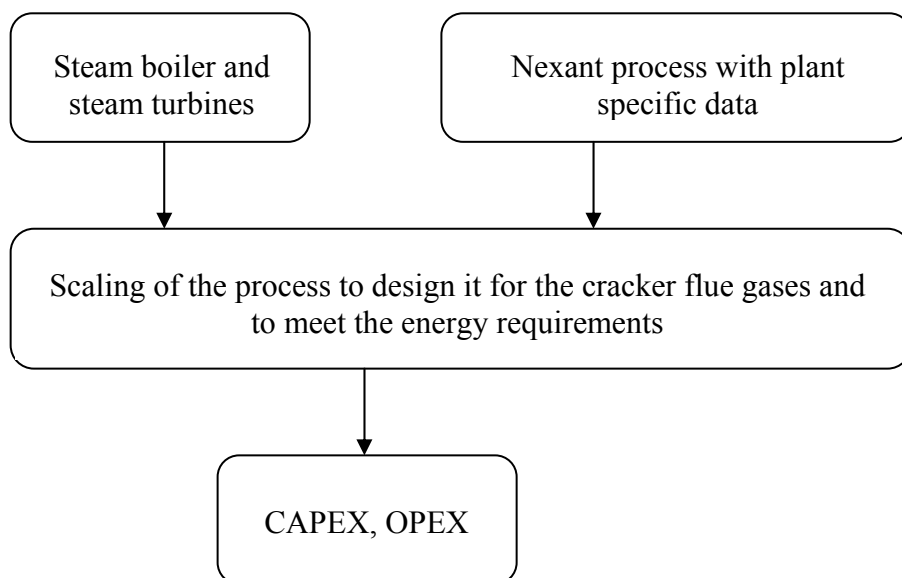 Steam boiler and
steam turbines
Nexant process with plant
specific data
Scaling of the process to design it for the cracker flue gases and
to meet the energy requirements
CAPEX, OPEX